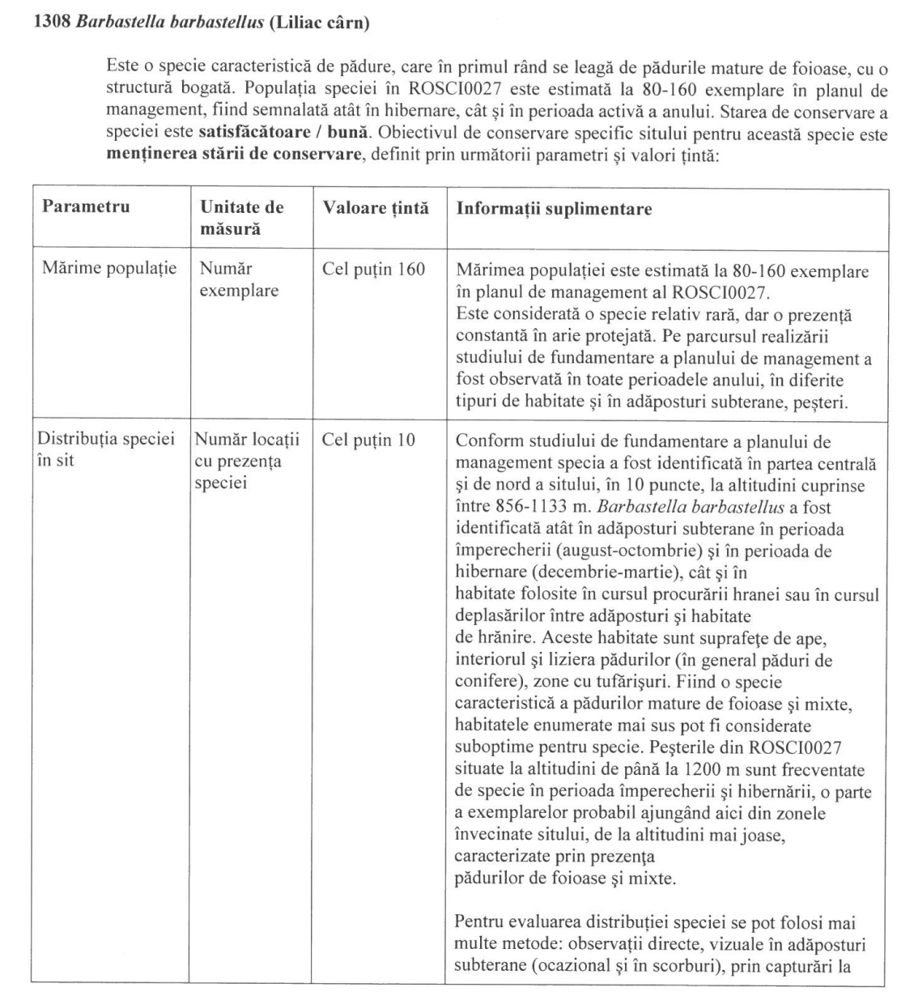 1308 Barbastella barbastellus (Liliac cârn)
Este o specie caracteristică de pădure, care în primul rând se leagă de pădurile mature de foioase, cu o
structură bogată. Populația speciei în ROSCI0027 este estimată la 80-160 exemplare în planul de
management, fiind semnalată atât în hibernare, cât și în perioada activă a anului. Starea de conservare a
speciei este satisfăcătoare / bună. Obiectivul de conservare specific sitului pentru această specie este
menținerea stării de conservare, definit prin următorii parametri și valori țintă:
Parametru
Unitate de
măsură
Valoare țintă
Informații suplimentare
Mărime populație
Număr
exemplare
Cel puțin 160
Mărimea populației este estimată la 80-160 exemplare
în planul de management al ROSCI0027.
Este considerată o specie relativ rară, dar o prezență
constantă în arie protejată. Pe parcursul realizării
studiului de fundamentare a planului de management a
fost observată în toate perioadele anului, în diferite
tipuri de habitate și în adăposturi subterane, peșteri.
Distribuția speciei
în sit
Număr locații
cu prezența
speciei
Cel puțin 10
Conform studiului de fundamentare a planului de
management specia a fost identificată în partea centrală
şi de nord a sitului, în 10 puncte, la altitudini cuprinse
între 856-1133 m. Barbastella barbastellus a fost
identificată atât în adăposturi subterane în perioada
împerecherii (august-octombrie) şi în perioada de
hibernare (decembrie-martie), cât şi în
habitate folosite în cursul procurării hranei sau în cursul
deplasărilor între adăposturi şi habitate
de hrănire. Aceste habitate sunt suprafeţe de ape,
interiorul şi liziera pădurilor (în general păduri de
conifere), zone cu tufărişuri. Fiind o specie
caracteristică a pădurilor mature de foioase şi mixte,
habitatele enumerate mai sus pot fi considerate
suboptime pentru specie. Peşterile din ROSCI0027
situate la altitudini de până la 1200 m sunt frecventate
de specie în perioada împerecherii şi hibernării, o parte
a exemplarelor probabil ajungând aici din zonele
învecinate sitului, de la altitudini mai joase,
caracterizate prin prezenţa
pădurilor de foioase şi mixte.
Pentru evaluarea distribuției speciei se pot folosi mai
multe metode: observații directe, vizuale în adăposturi
subterane (ocazional şi în scorburi), prin capturări la